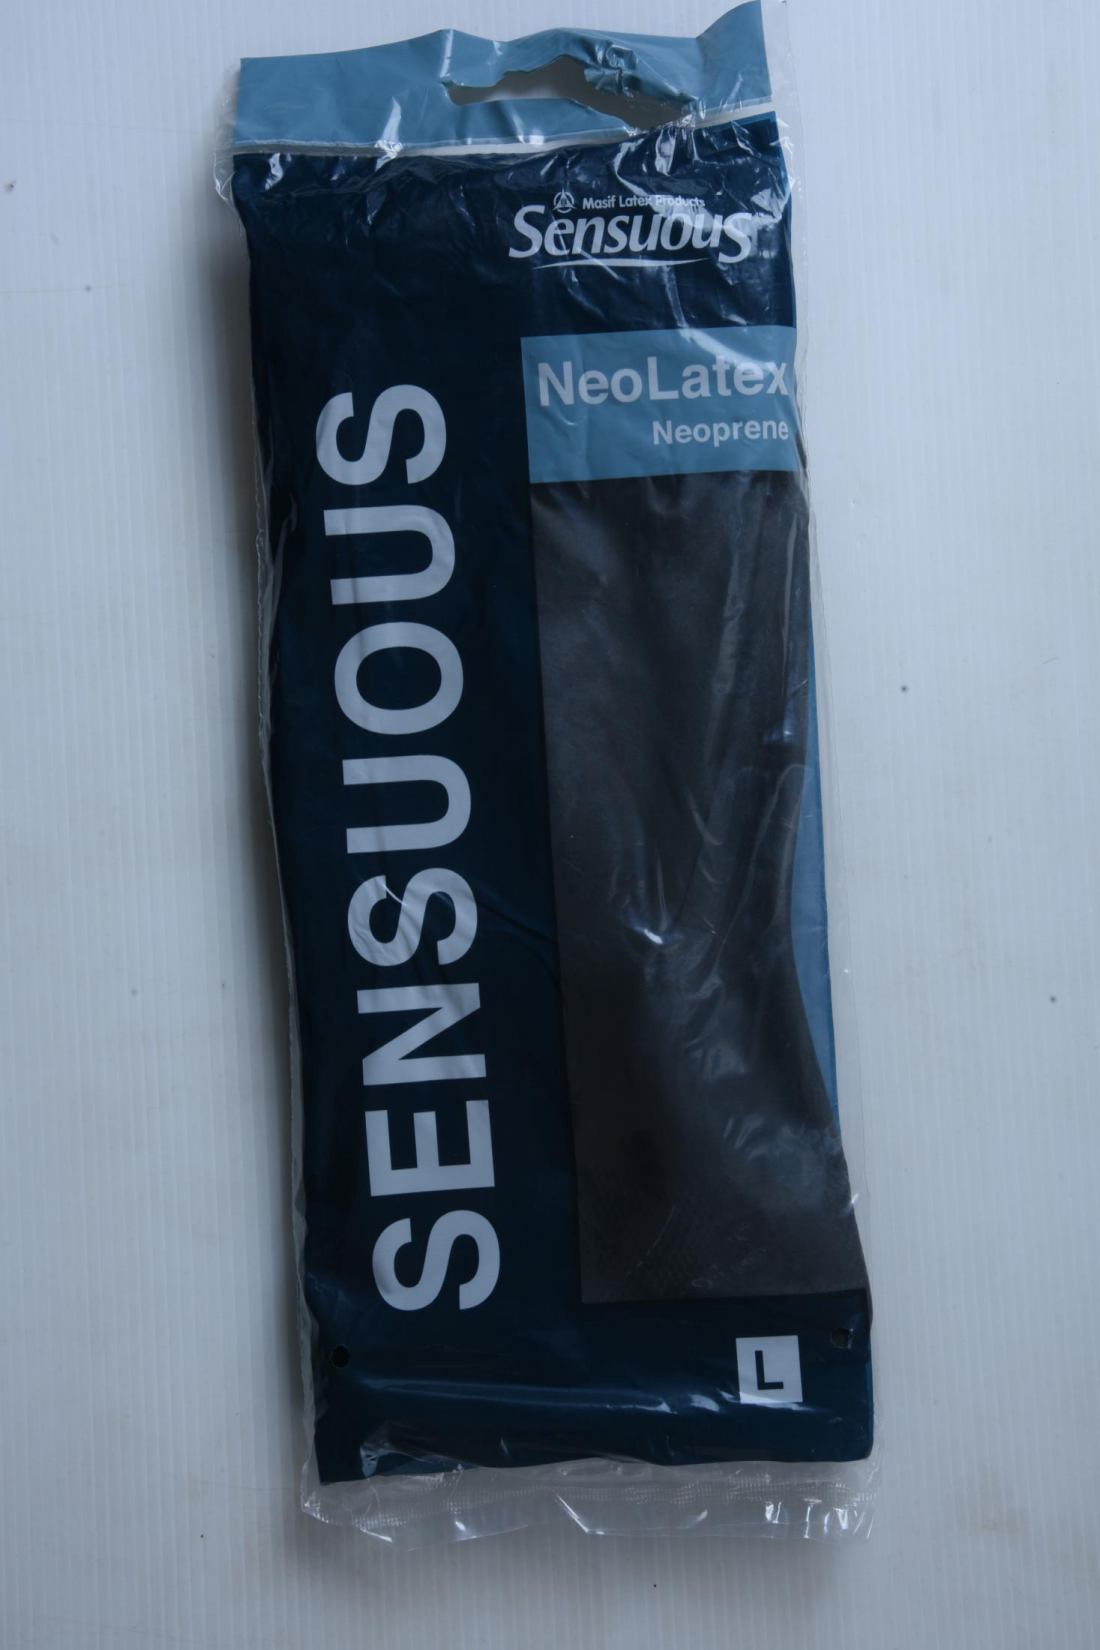 Masif Latex Products
Sensuous
NeoLatex
Neoprene
SENSUOUS
L